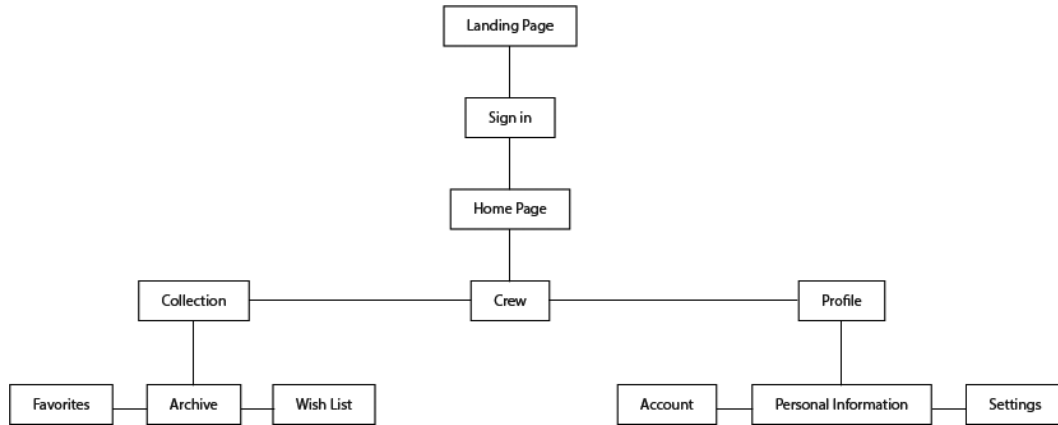 Landing Page
Sign in
Home Page
Collection
Crew
Profile
Favorites
Archive
Wish List
Account
Personal Information
Settings